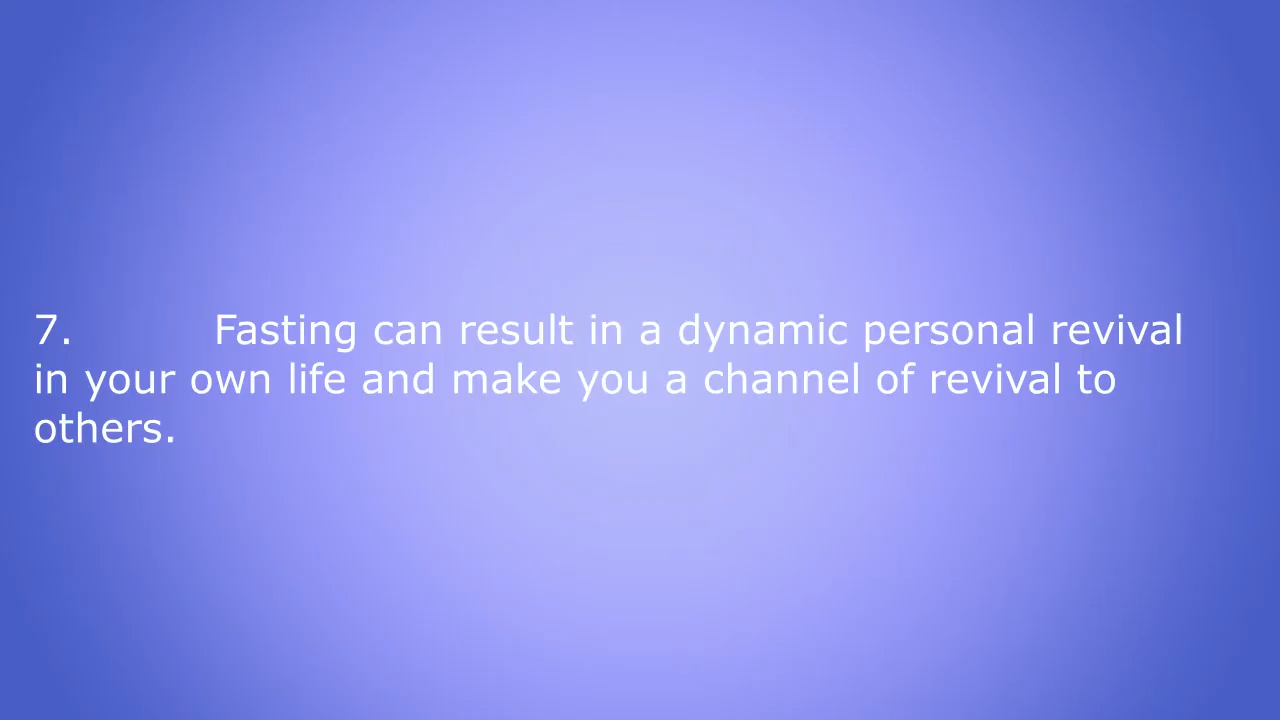 7. Fasting can result in a dynamic personal revival
in your own life and make you a channel of revival to
others.